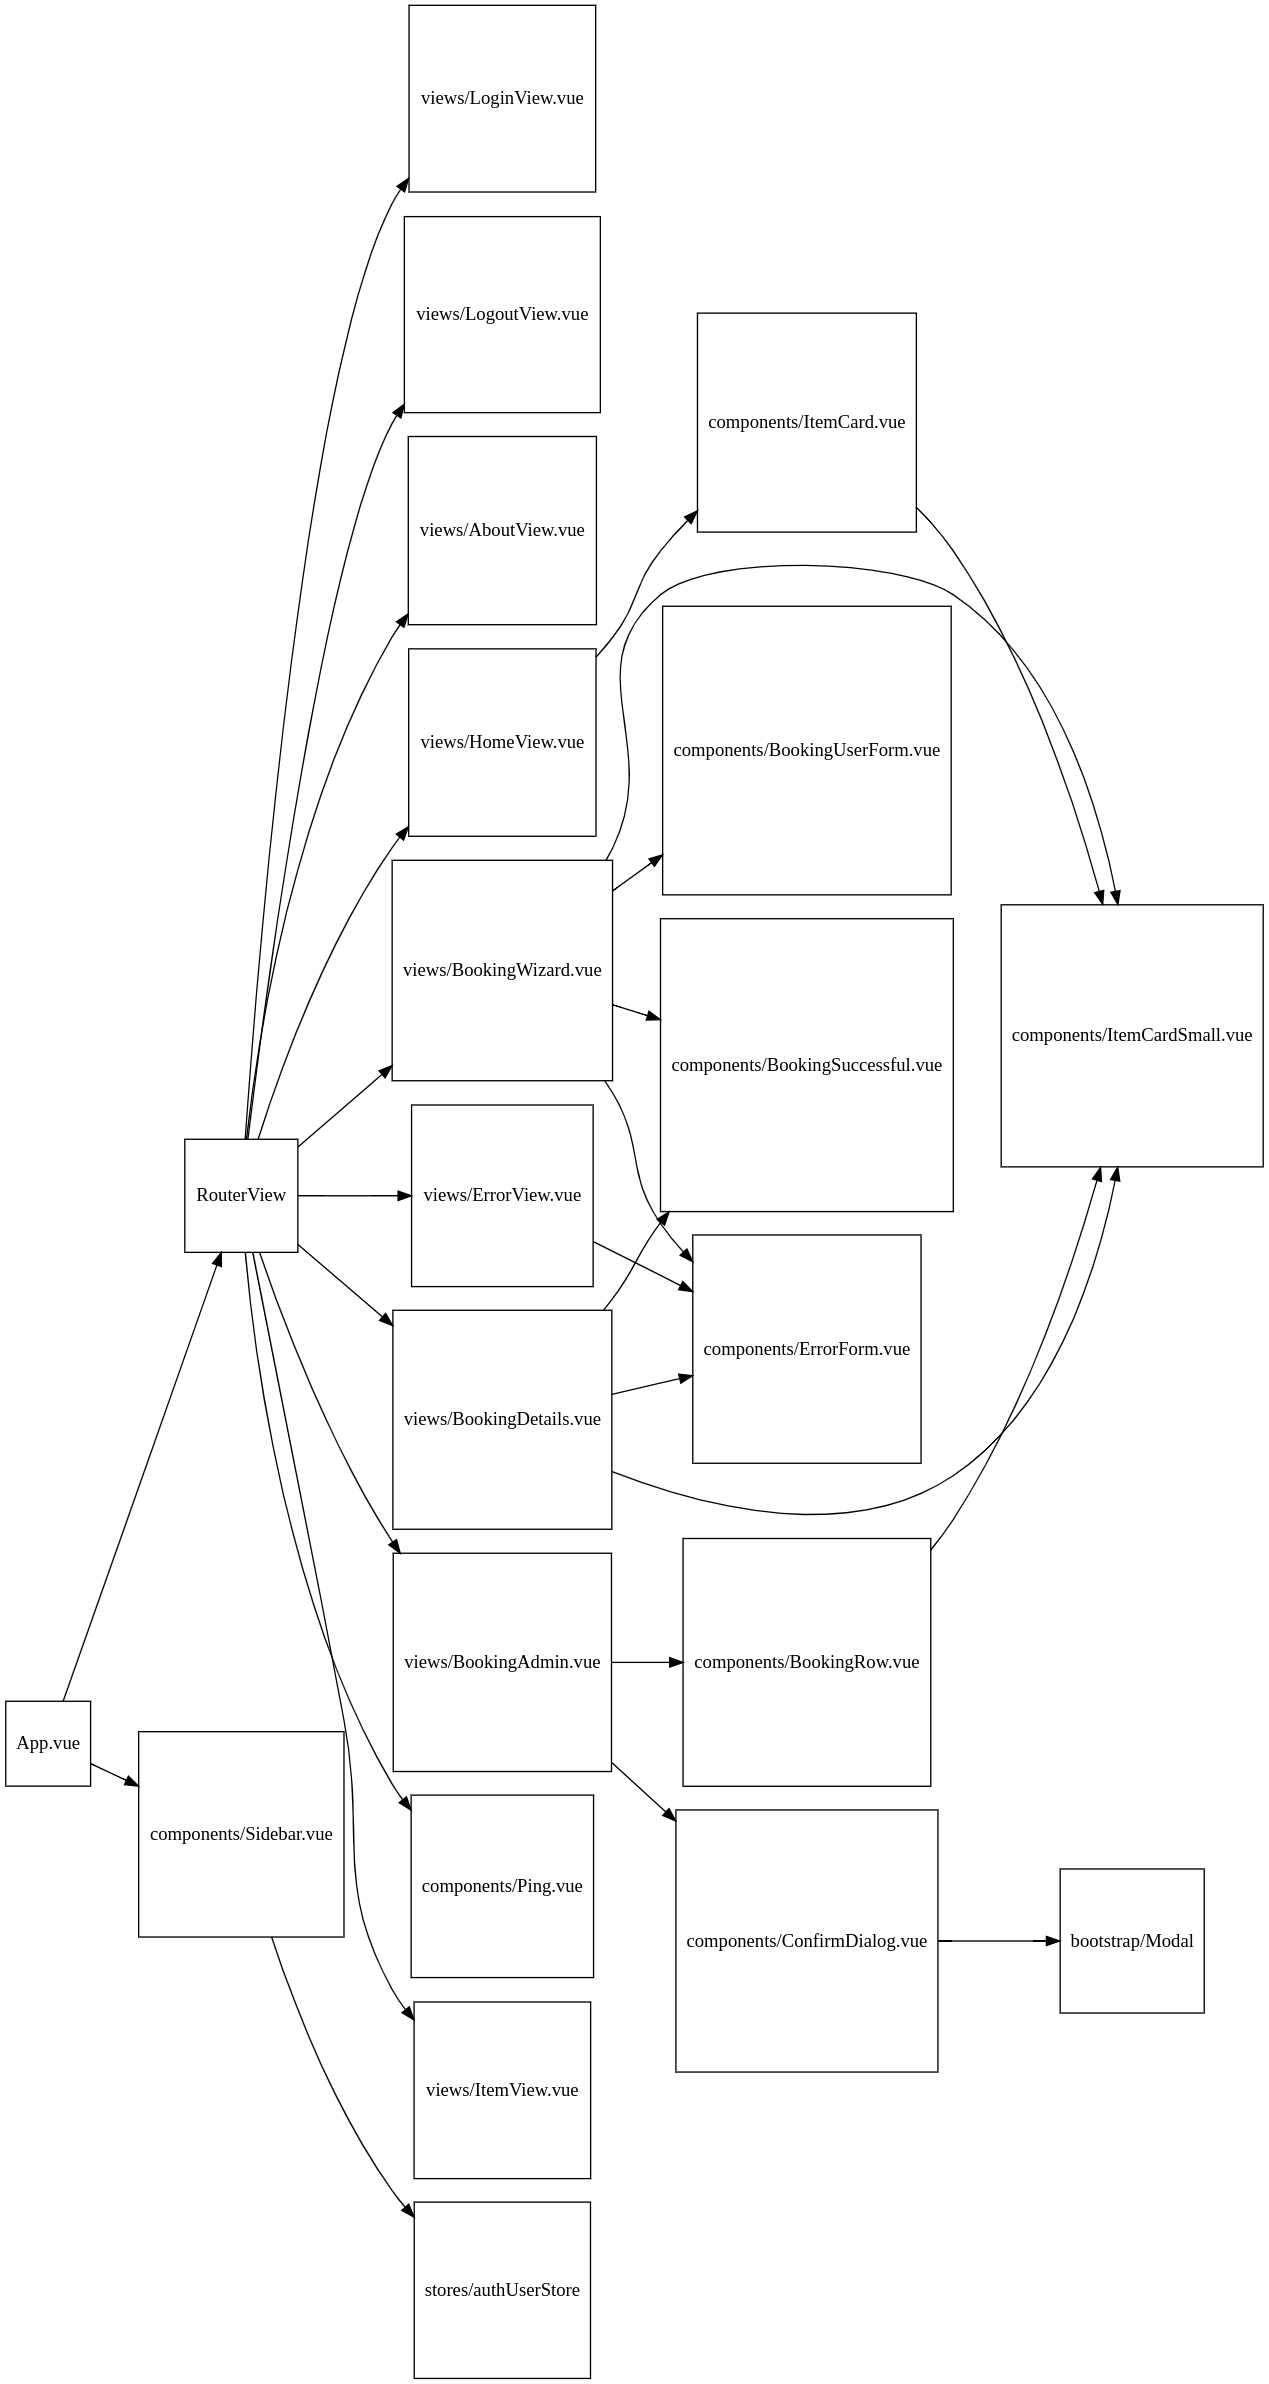 views/LoginView.vue
views/LogoutView.vue
components/ItemCard.vue
views/AboutView.vue
views/HomeView.vue
components/BookingUserForm.vue
views/BookingWizard.vue
components/ItemCardSmall.vue
components/BookingSuccessful.vue
RouterView
views/ErrorView.vue
components/ErrorForm.vue
views/BookingDetails.vue
views/BookingAdmin.vue
components/BookingRow.vue
App.vue
components/Sidebar.vue
components/Ping.vue
components/ConfirmDialog.vue
bootstrap/Modal
views/ItemView.vue
stores/authUserStore